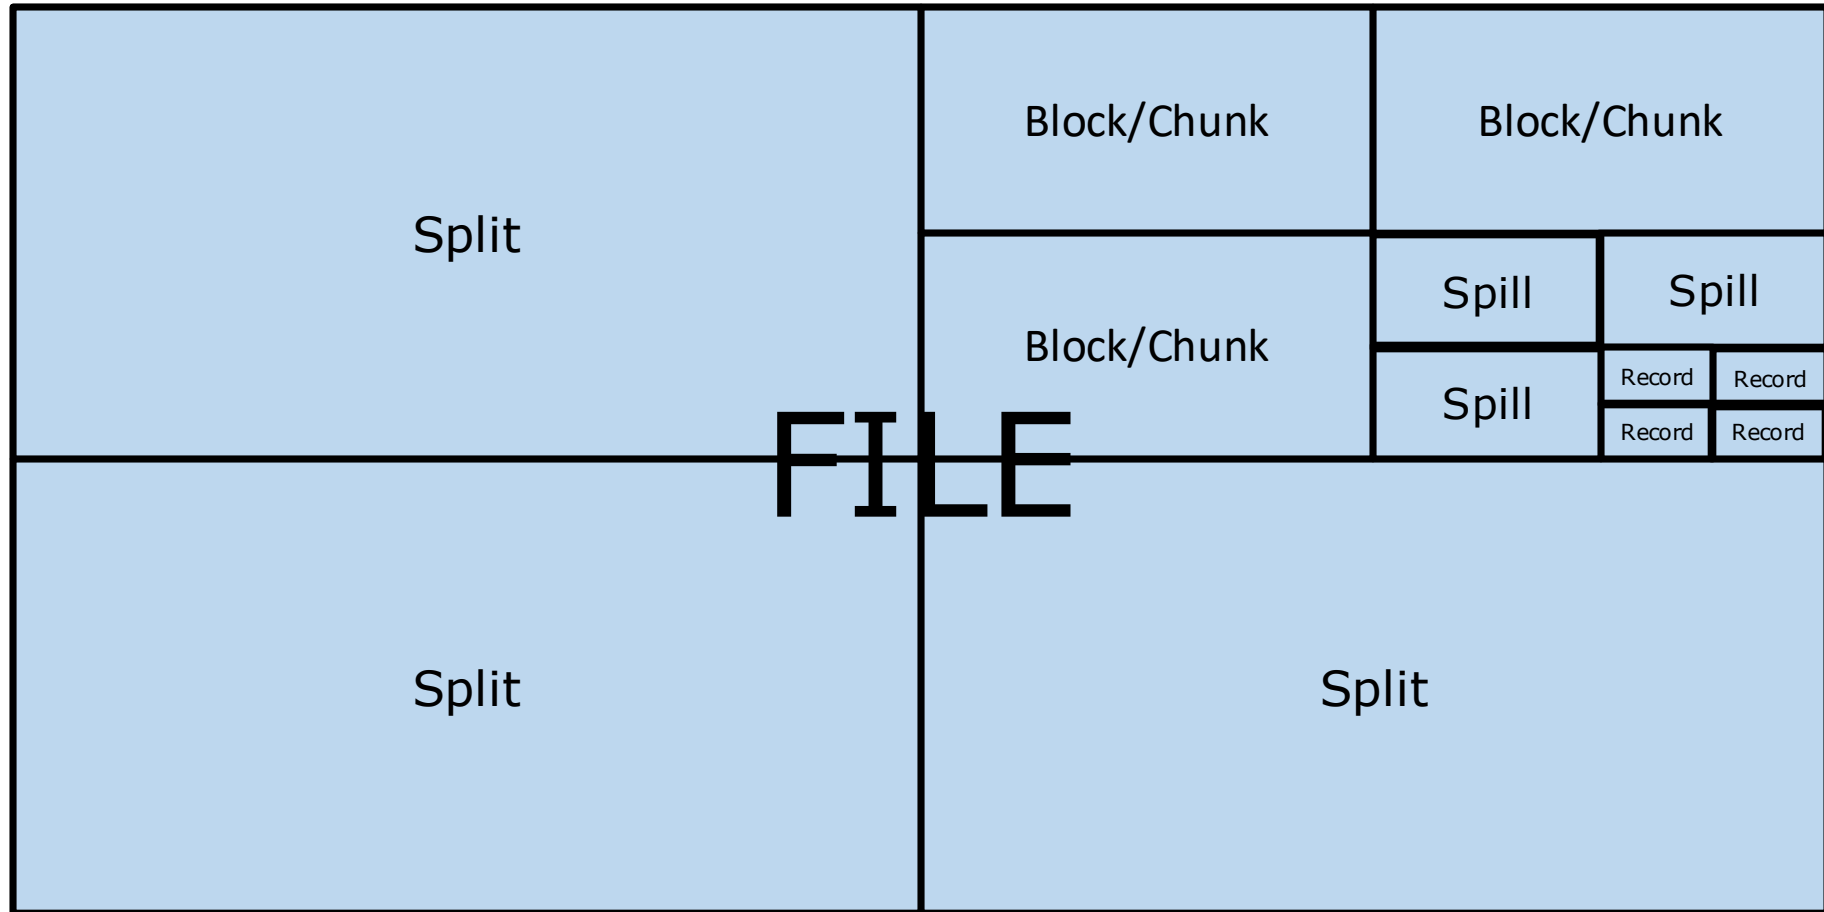 Block/Chunk
Block/Chunk
Split
Spill
Spill
Block/Chunk
Record
Record
Spill
Record
Record
FILE
Split
Split